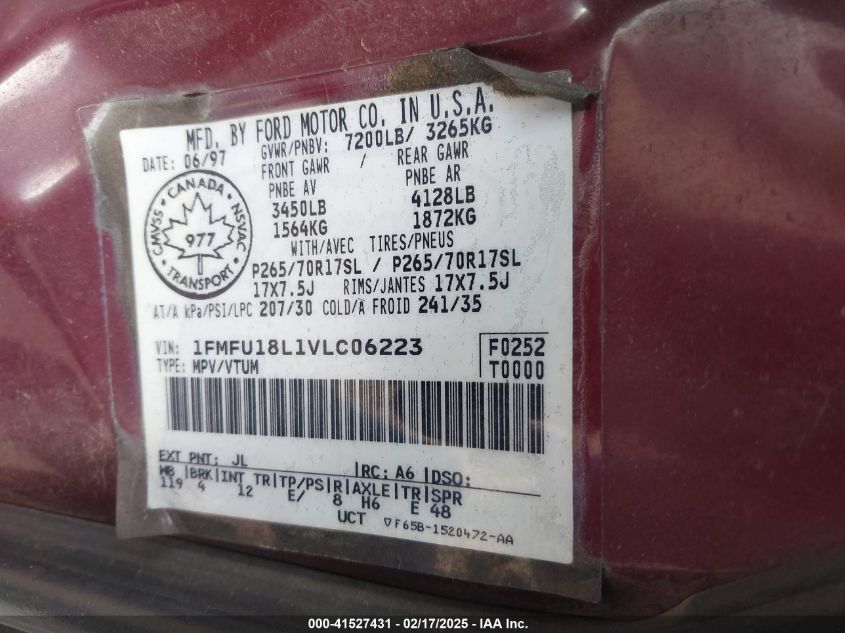 MFD. BY FORD MOTOR CO. IN U.S.A.
DATE: 06/97 GVWR/PNBV: 7200LB/ 3265KG
FRONT GAWR / REAR GAWR
PNBE AV PNBE AR
3450LB 4128LB
1564KG 1872KG
WITH/AVEC TIRES/PNEUS
P265/70R17SL / P265/70R17SL
17X7.5J RIMS/JANTES 17X7.5J
AT/A kPa/PSI/LPC 207/30 COLD/A FROID 241/35
CANADA
CMVSS NSVAC
977
TRANSPORT
VIN: 1FMFU18L1VLC06223 F0252
TYPE: MPV/VTUM T0000
EXT PNT: JL RC: A6 DSO:
WB BRK INT TR TP/PS R AXLE TR SPR
119 4 12 E/ 8 H6 E 48
UCT F65B-1520472-AA
000-41527431 - 02/17/2025 - IAA Inc.